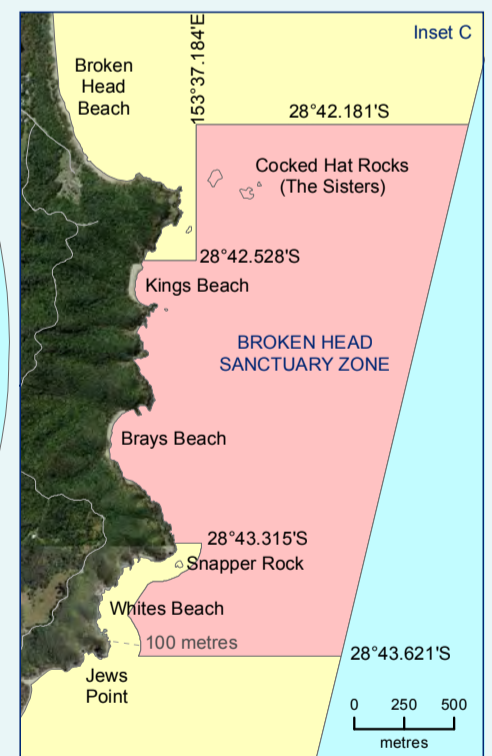 Inset C
Broken
Head
Beach
153°37.184'E
28°42.181'S
Cocked Hat Rocks
(The Sisters)
28°42.528'S
Kings Beach
BROKEN HEAD
SANCTUARY ZONE
Brays Beach
28°43.315'S
Snapper Rock
Whites Beach
100 metres
28°43.621'S
Jews
Point
0 250 500
metres